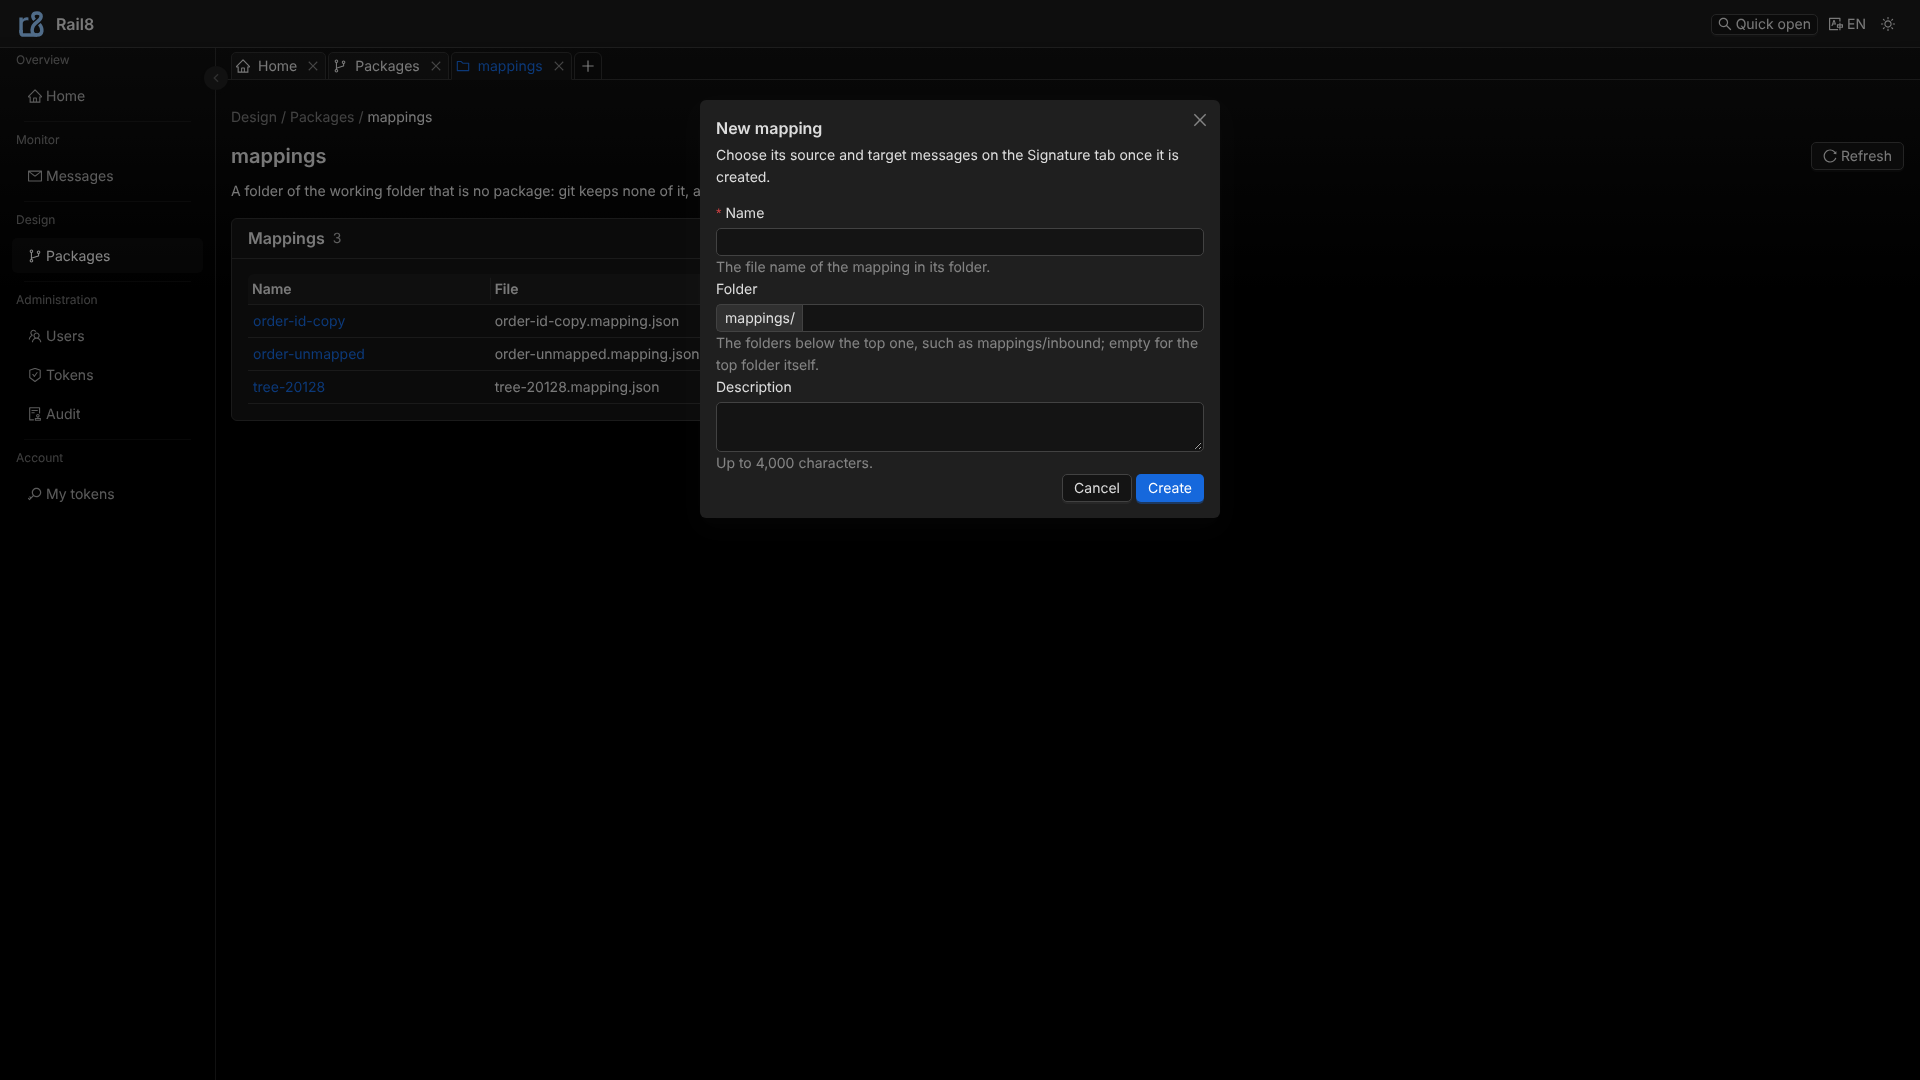 r8 Rail8
Quick open
EN
Overview
Home
Monitor
Messages
Design
Packages
Administration
Users
Tokens
Audit
Account
My tokens
Home
Packages
mappings
Design / Packages / mappings
mappings
Refresh
A folder of the working folder that is no package: git keeps none of it, a
Mappings 3
Name File
order-id-copy order-id-copy.mapping.json
order-unmapped order-unmapped.mapping.json
tree-20128 tree-20128.mapping.json
New mapping
Choose its source and target messages on the Signature tab once it is
created.
* Name
The file name of the mapping in its folder.
Folder
mappings/
The folders below the top one, such as mappings/inbound; empty for the
top folder itself.
Description
Up to 4,000 characters.
Cancel Create